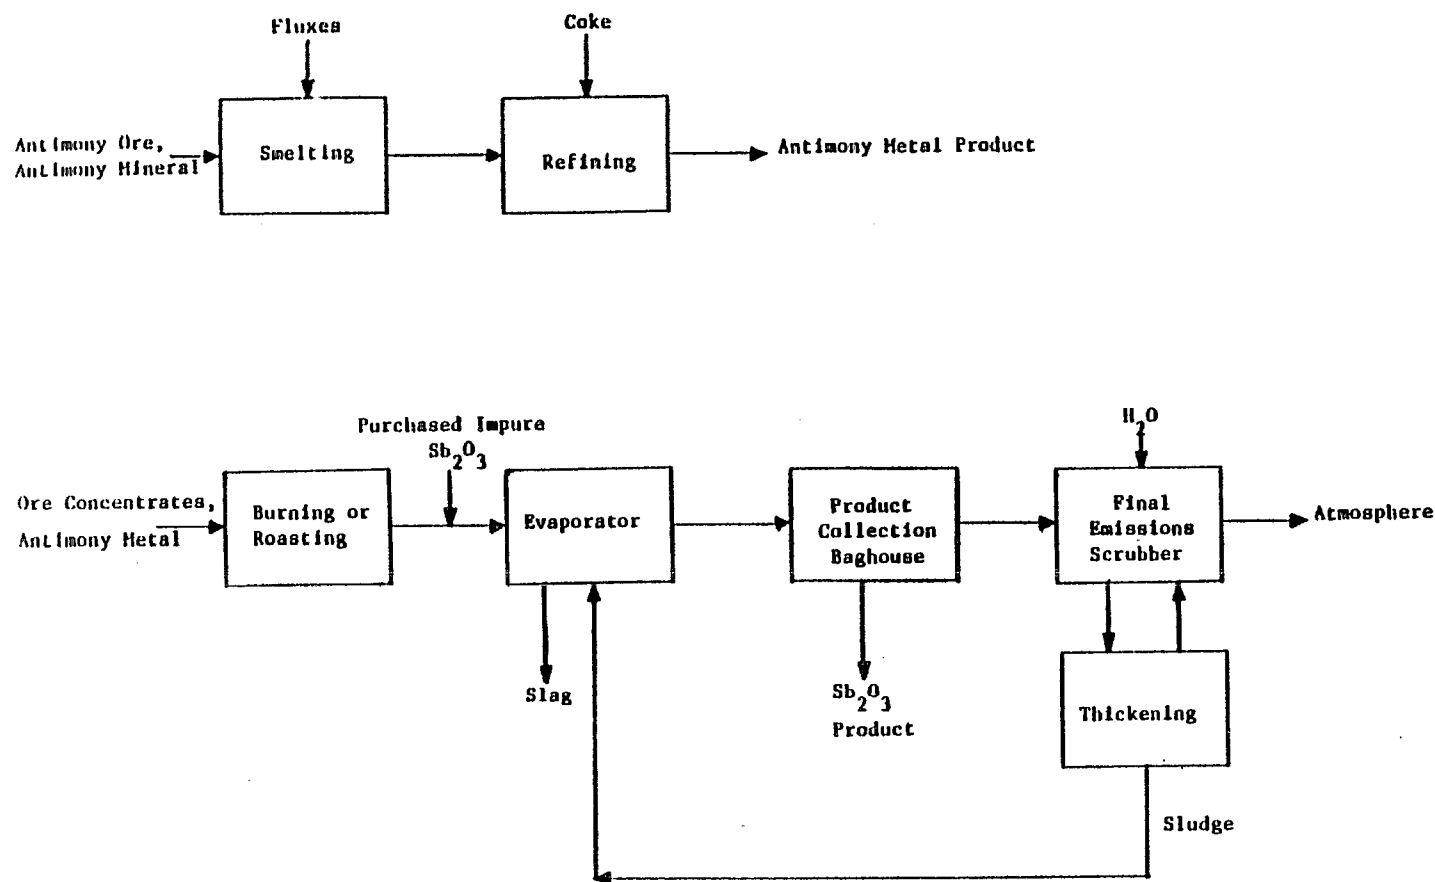 Fluxes
Coke
Antimony Ore,
Antimony Mineral
Smelting
Refining
Antimony Metal Product
Purchased Impure
Sb2O3
H2O
Ore Concentrates,
Antimony Metal
Burning or
Roasting
Evaporator
Product
Collection
Baghouse
Final
Emissions
Scrubber
Atmosphere
Slag
Sb2O3
Product
Thickening
Sludge